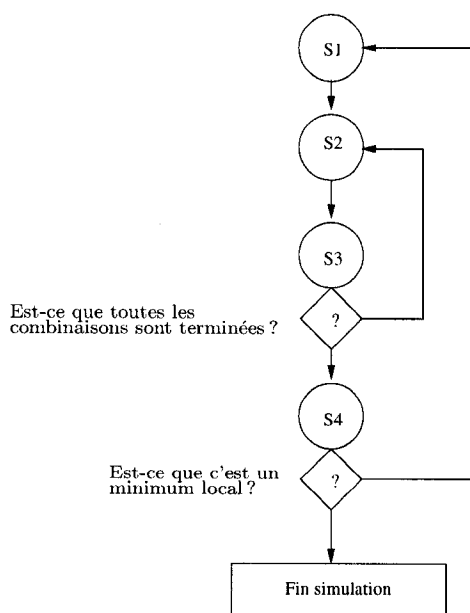 S1
S2
S3
Est-ce que toutes les
combinaisons sont terminées ?
?
S4
Est-ce que c'est un
minimum local ?
?
Fin simulation